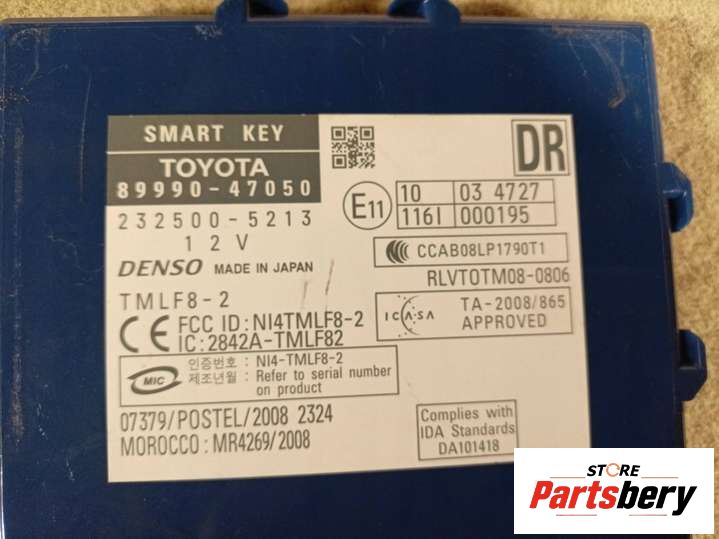 SMART KEY
TOYOTA
89990-47050
232500-5213
12V
DENSO MADE IN JAPAN
TMLF8-2
CE FCC ID: NI4TMLF8-2
IC: 2842A-TMLF82
MIC
인증번호: NI4-TMLF8-2
제조년월: Refer to serial number
on product
07379/POSTEL/2008 2324
MOROCCO: MR4269/2008
DR
E11
10 03 4727
116I 000195
CCAB08LP1790T1
RLVTOTM08-0806
ICASA
TA-2008/865
APPROVED
Complies with
IDA Standards
DA101418
STORE
Partsbery